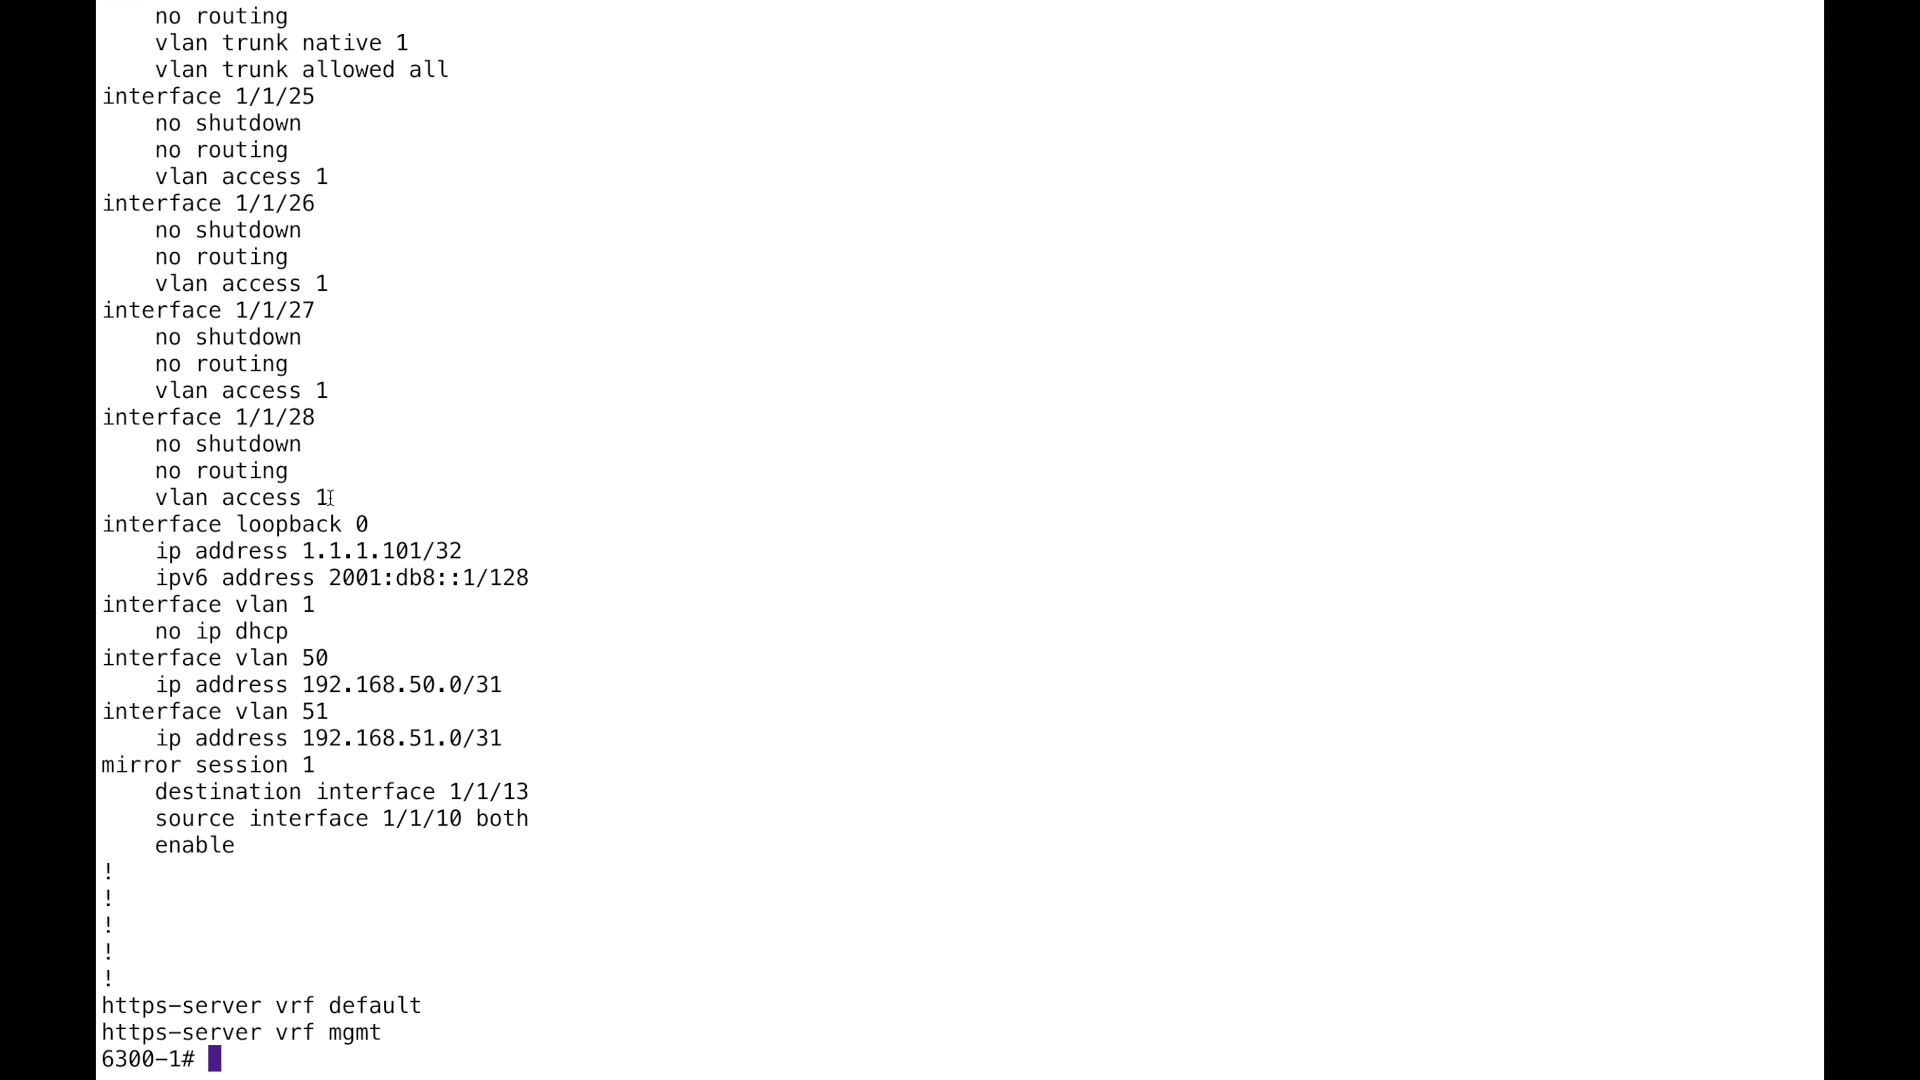 no routing
vlan trunk native 1
vlan trunk allowed all
interface 1/1/25
no shutdown
no routing
vlan access 1
interface 1/1/26
no shutdown
no routing
vlan access 1
interface 1/1/27
no shutdown
no routing
vlan access 1
interface 1/1/28
no shutdown
no routing
vlan access 1
interface loopback 0
ip address 1.1.1.101/32
ipv6 address 2001:db8::1/128
interface vlan 1
no ip dhcp
interface vlan 50
ip address 192.168.50.0/31
interface vlan 51
ip address 192.168.51.0/31
mirror session 1
destination interface 1/1/13
source interface 1/1/10 both
enable
!
!
!
!
!
https-server vrf default
https-server vrf mgmt
6300-1#